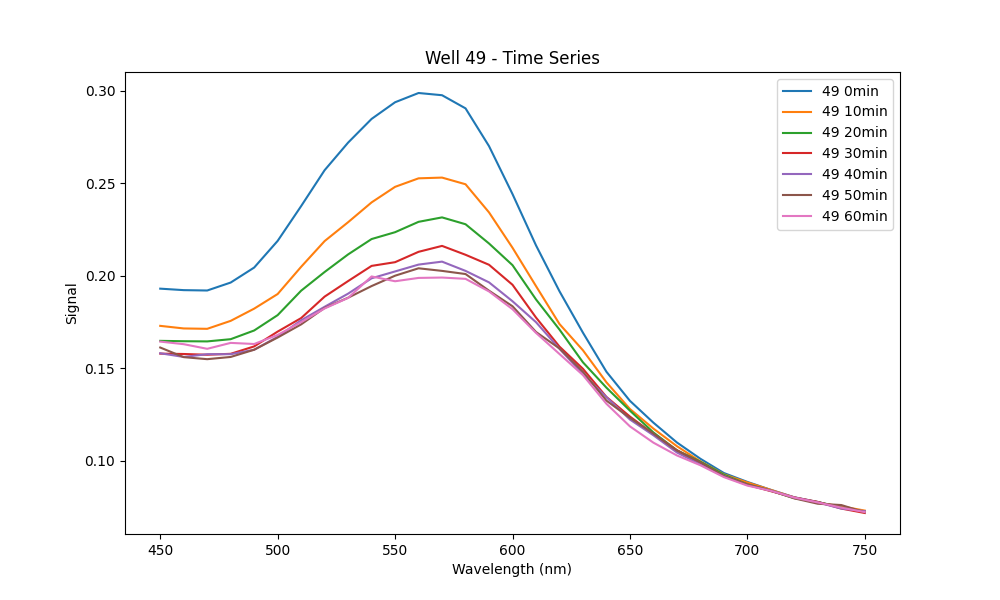 Well 49 - Time Series
49 0min
49 10min
49 20min
49 30min
49 40min
49 50min
49 60min
0.30
0.25
0.20
0.15
0.10
Signal
450 500 550 600 650 700 750
Wavelength (nm)